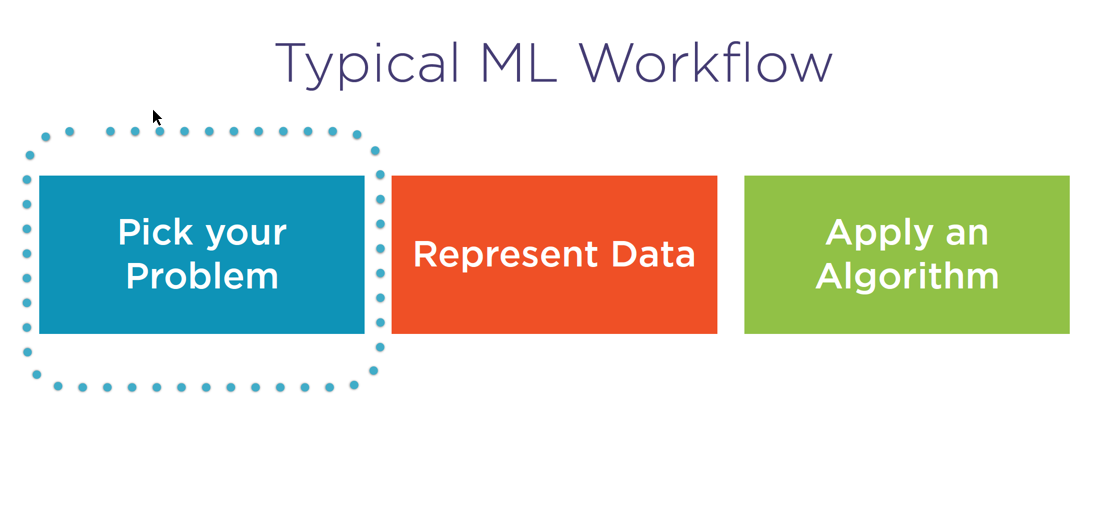 Typical ML Workflow
Pick your
Problem
Represent Data
Apply an
Algorithm